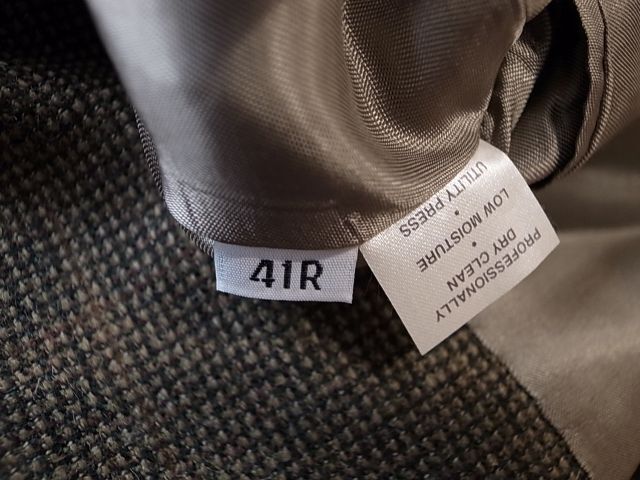 41R
PROFESSIONALLY
DRY CLEAN
•
LOW MOISTURE
•
UTILITY PRESS